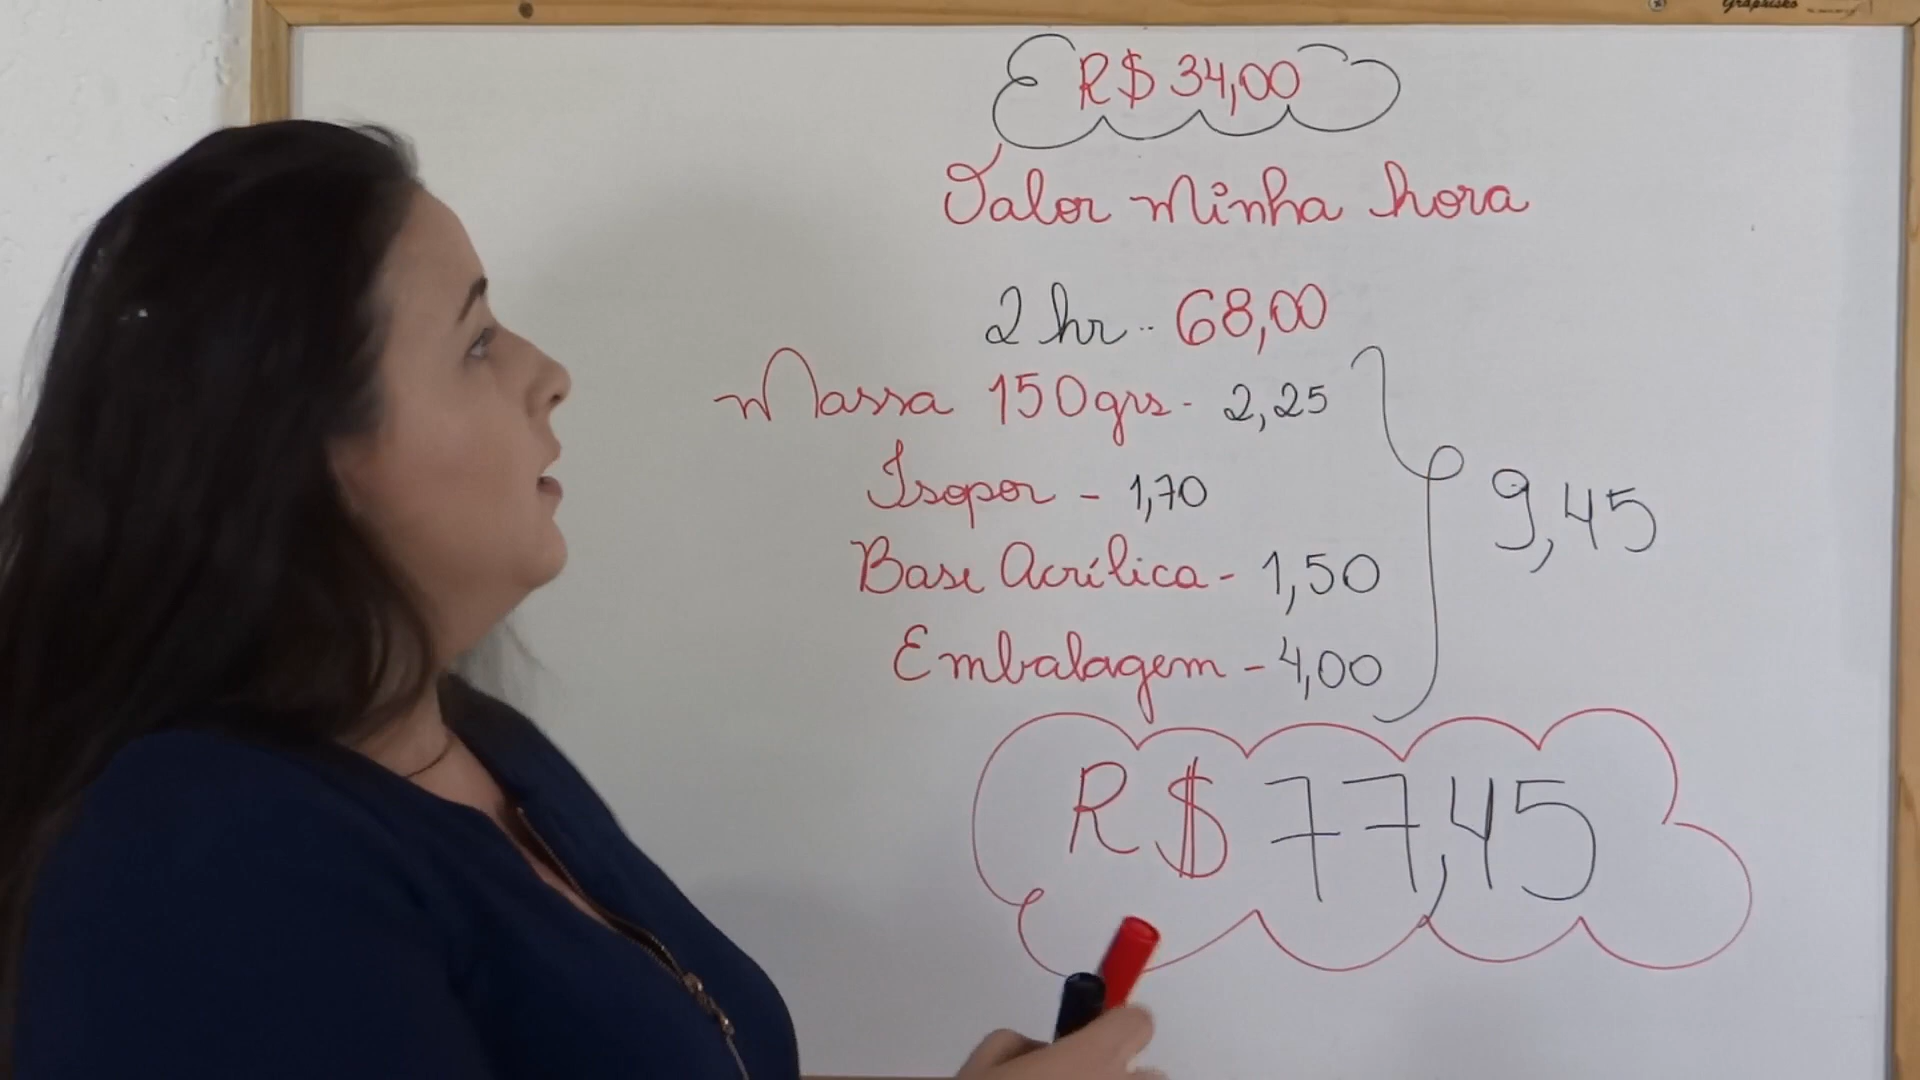 Graphisko
R$ 34,00
Valor Minha hora
2 hr -- 68,00
Massa 150grs - 2,25
Isopor - 1,70
Base Acrílica - 1,50
Embalagem - 4,00
9,45
R$ 77,45